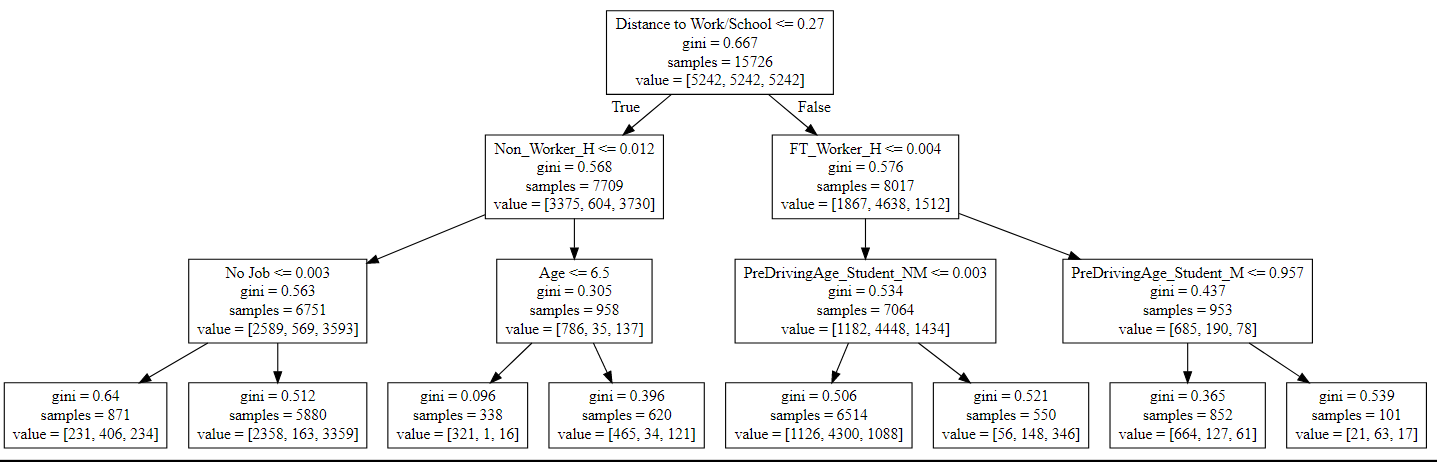 Distance to Work/School <= 0.27
gini = 0.667
samples = 15726
value = [5242, 5242, 5242]
True
False
Non_Worker_H <= 0.012
gini = 0.568
samples = 7709
value = [3375, 604, 3730]
FT_Worker_H <= 0.004
gini = 0.576
samples = 8017
value = [1867, 4638, 1512]
No Job <= 0.003
gini = 0.563
samples = 6751
value = [2589, 569, 3593]
Age <= 6.5
gini = 0.305
samples = 958
value = [786, 35, 137]
PreDrivingAge_Student_NM <= 0.003
gini = 0.534
samples = 7064
value = [1182, 4448, 1434]
PreDrivingAge_Student_M <= 0.957
gini = 0.437
samples = 953
value = [685, 190, 78]
gini = 0.64
samples = 871
value = [231, 406, 234]
gini = 0.512
samples = 5880
value = [2358, 163, 3359]
gini = 0.096
samples = 338
value = [321, 1, 16]
gini = 0.396
samples = 620
value = [465, 34, 121]
gini = 0.506
samples = 6514
value = [1126, 4300, 1088]
gini = 0.521
samples = 550
value = [56, 148, 346]
gini = 0.365
samples = 852
value = [664, 127, 61]
gini = 0.539
samples = 101
value = [21, 63, 17]